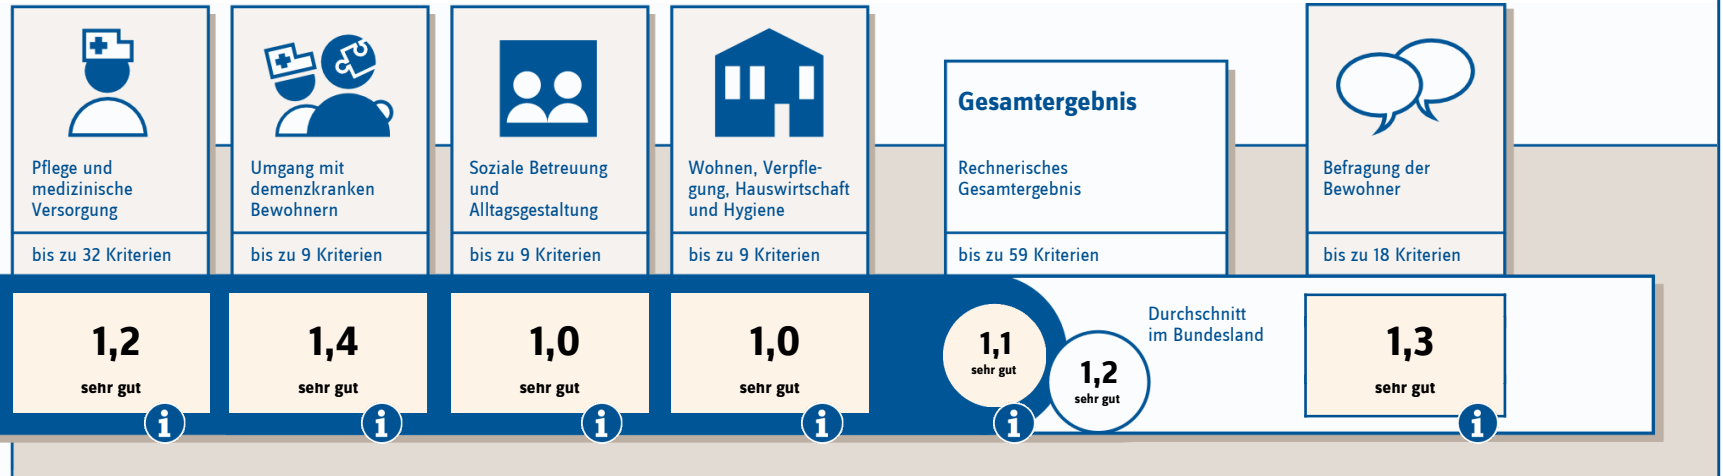 Pflege und
medizinische
Versorgung
bis zu 32 Kriterien
1,2
sehr gut
i
Umgang mit
demenzkranken
Bewohnern
bis zu 9 Kriterien
1,4
sehr gut
i
Soziale Betreuung
und
Alltagsgestaltung
bis zu 9 Kriterien
1,0
sehr gut
i
Wohnen, Verpfle-
gung, Hauswirtschaft
und Hygiene
bis zu 9 Kriterien
1,0
sehr gut
i
Gesamtergebnis
Rechnerisches
Gesamtergebnis
bis zu 59 Kriterien
1,1
sehr gut
i
Durchschnitt
im Bundesland
1,2
sehr gut
Befragung der
Bewohner
bis zu 18 Kriterien
1,3
sehr gut
i